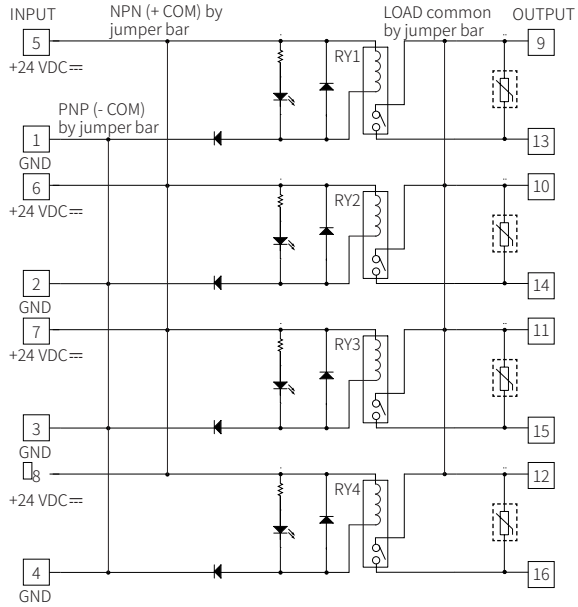 INPUT
NPN (+ COM) by
jumper bar
LOAD common
by jumper bar
OUTPUT
5
+24 VDC⎓
RY1
9
PNP (- COM)
by jumper bar
1
GND
13
6
+24 VDC⎓
RY2
10
2
GND
14
7
+24 VDC⎓
RY3
11
3
GND
15
8
+24 VDC⎓
RY4
12
4
GND
16